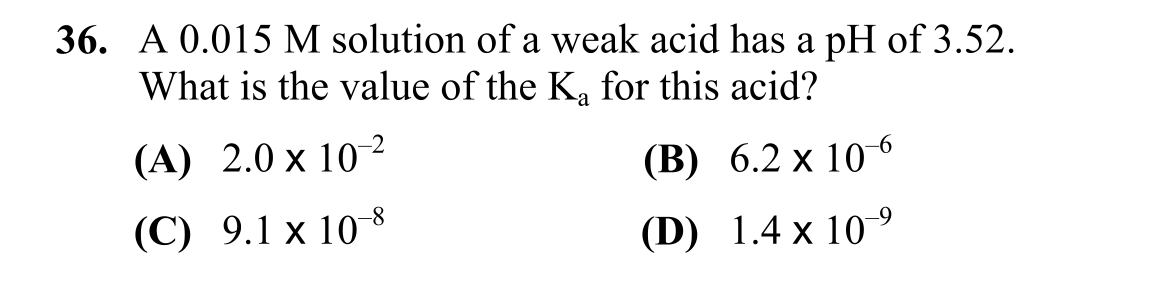 36. A 0.015 M solution of a weak acid has a pH of 3.52.
What is the value of the Kₐ for this acid?
(A) 2.0 x 10⁻² (B) 6.2 x 10⁻⁶
(C) 9.1 x 10⁻⁸ (D) 1.4 x 10⁻⁹